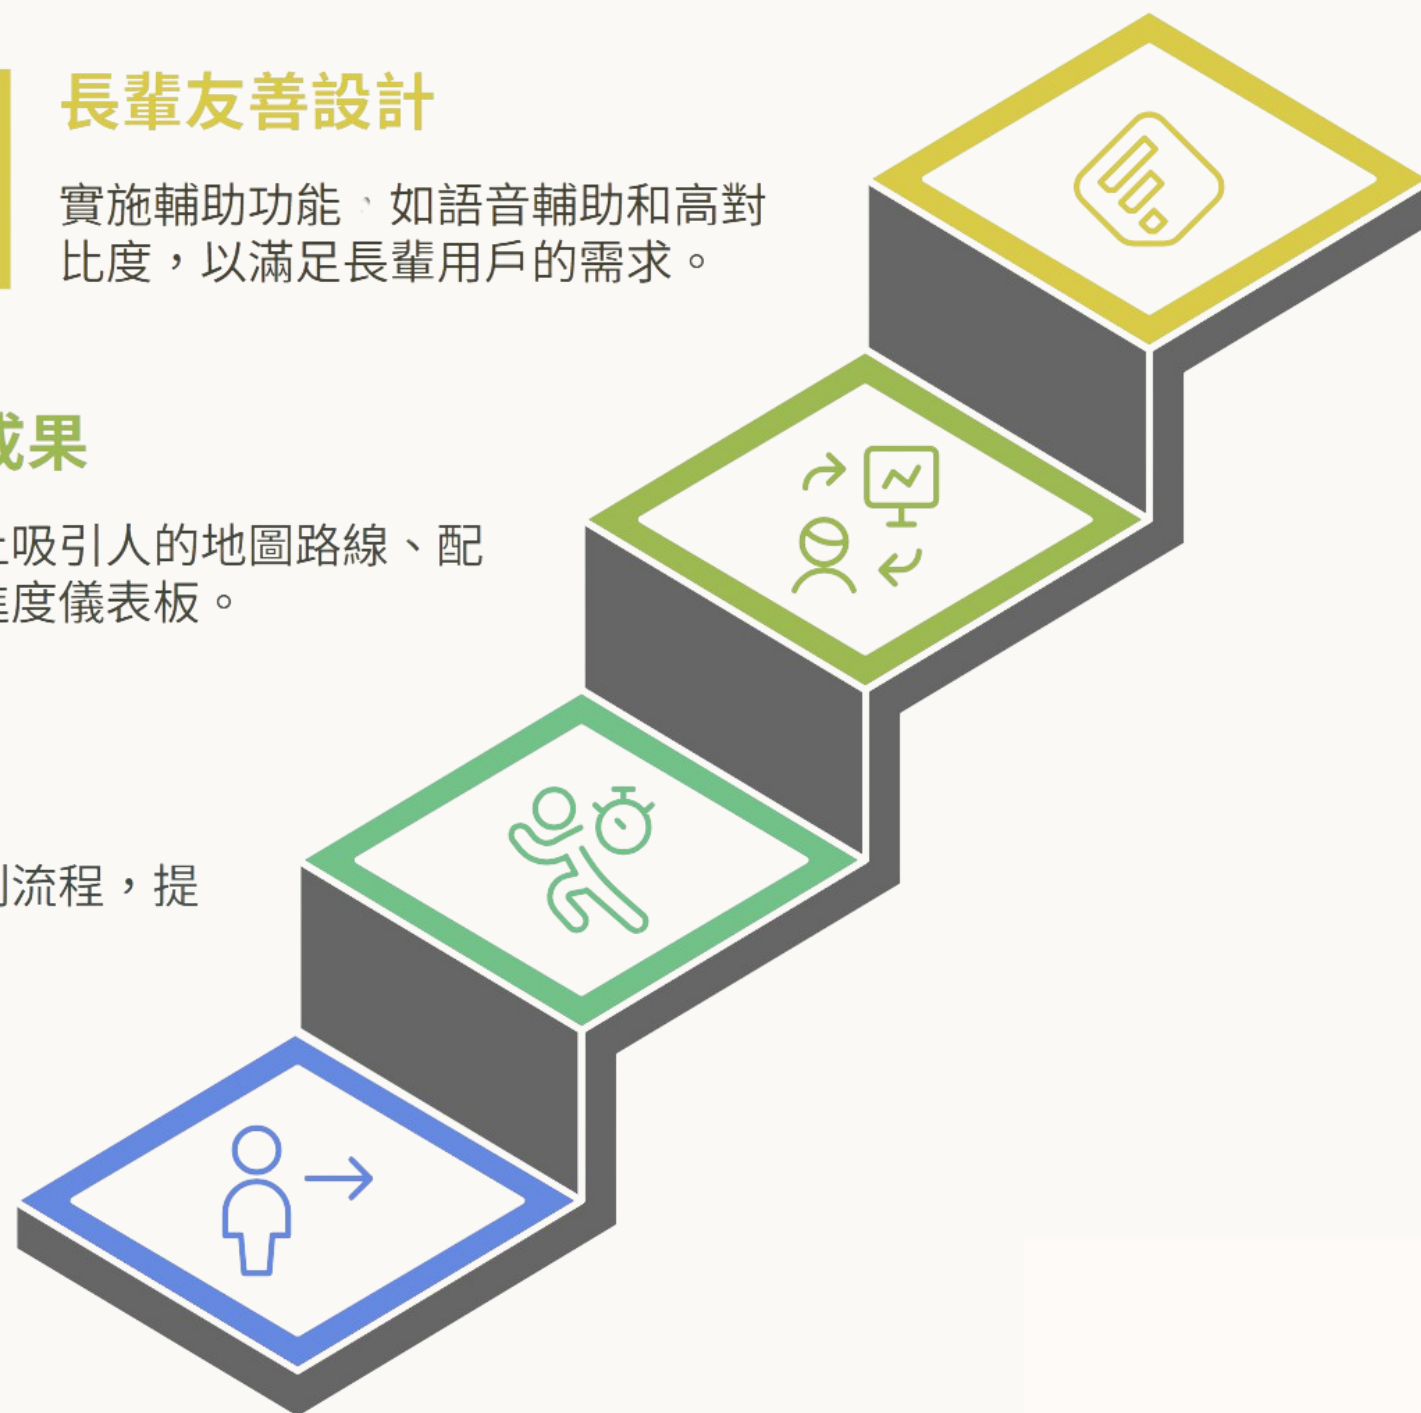 長輩友善設計
實施輔助功能，如語音輔助和高對
比度，以滿足長輩用戶的需求。
成果
吸引人的地圖路線、配
度儀表板。
流程，提